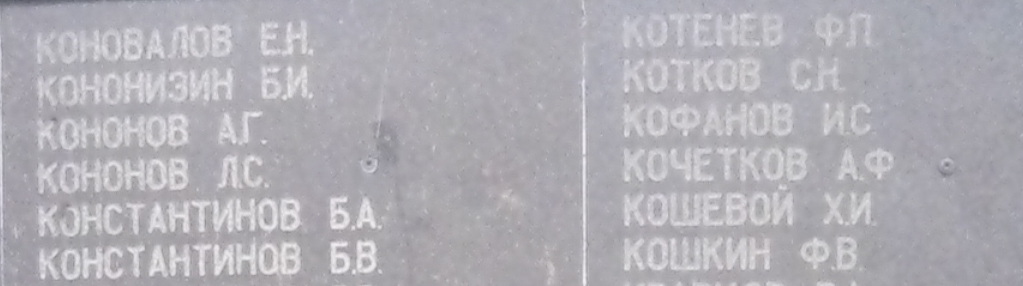 КОНОВАЛОВ Е.Н.
КОНОНИЗИН Б.И.
КОНОНОВ А.Г.
КОНОНОВ Л.С.
КОНСТАНТИНОВ Б.А.
КОНСТАНТИНОВ Б.В.
КОТЕНЕВ Ф.П.
КОТКОВ С.Н.
КОФАНОВ И.С.
КОЧЕТКОВ А.Ф
КОШЕВОЙ Х.И.
КОШКИН Ф.В.